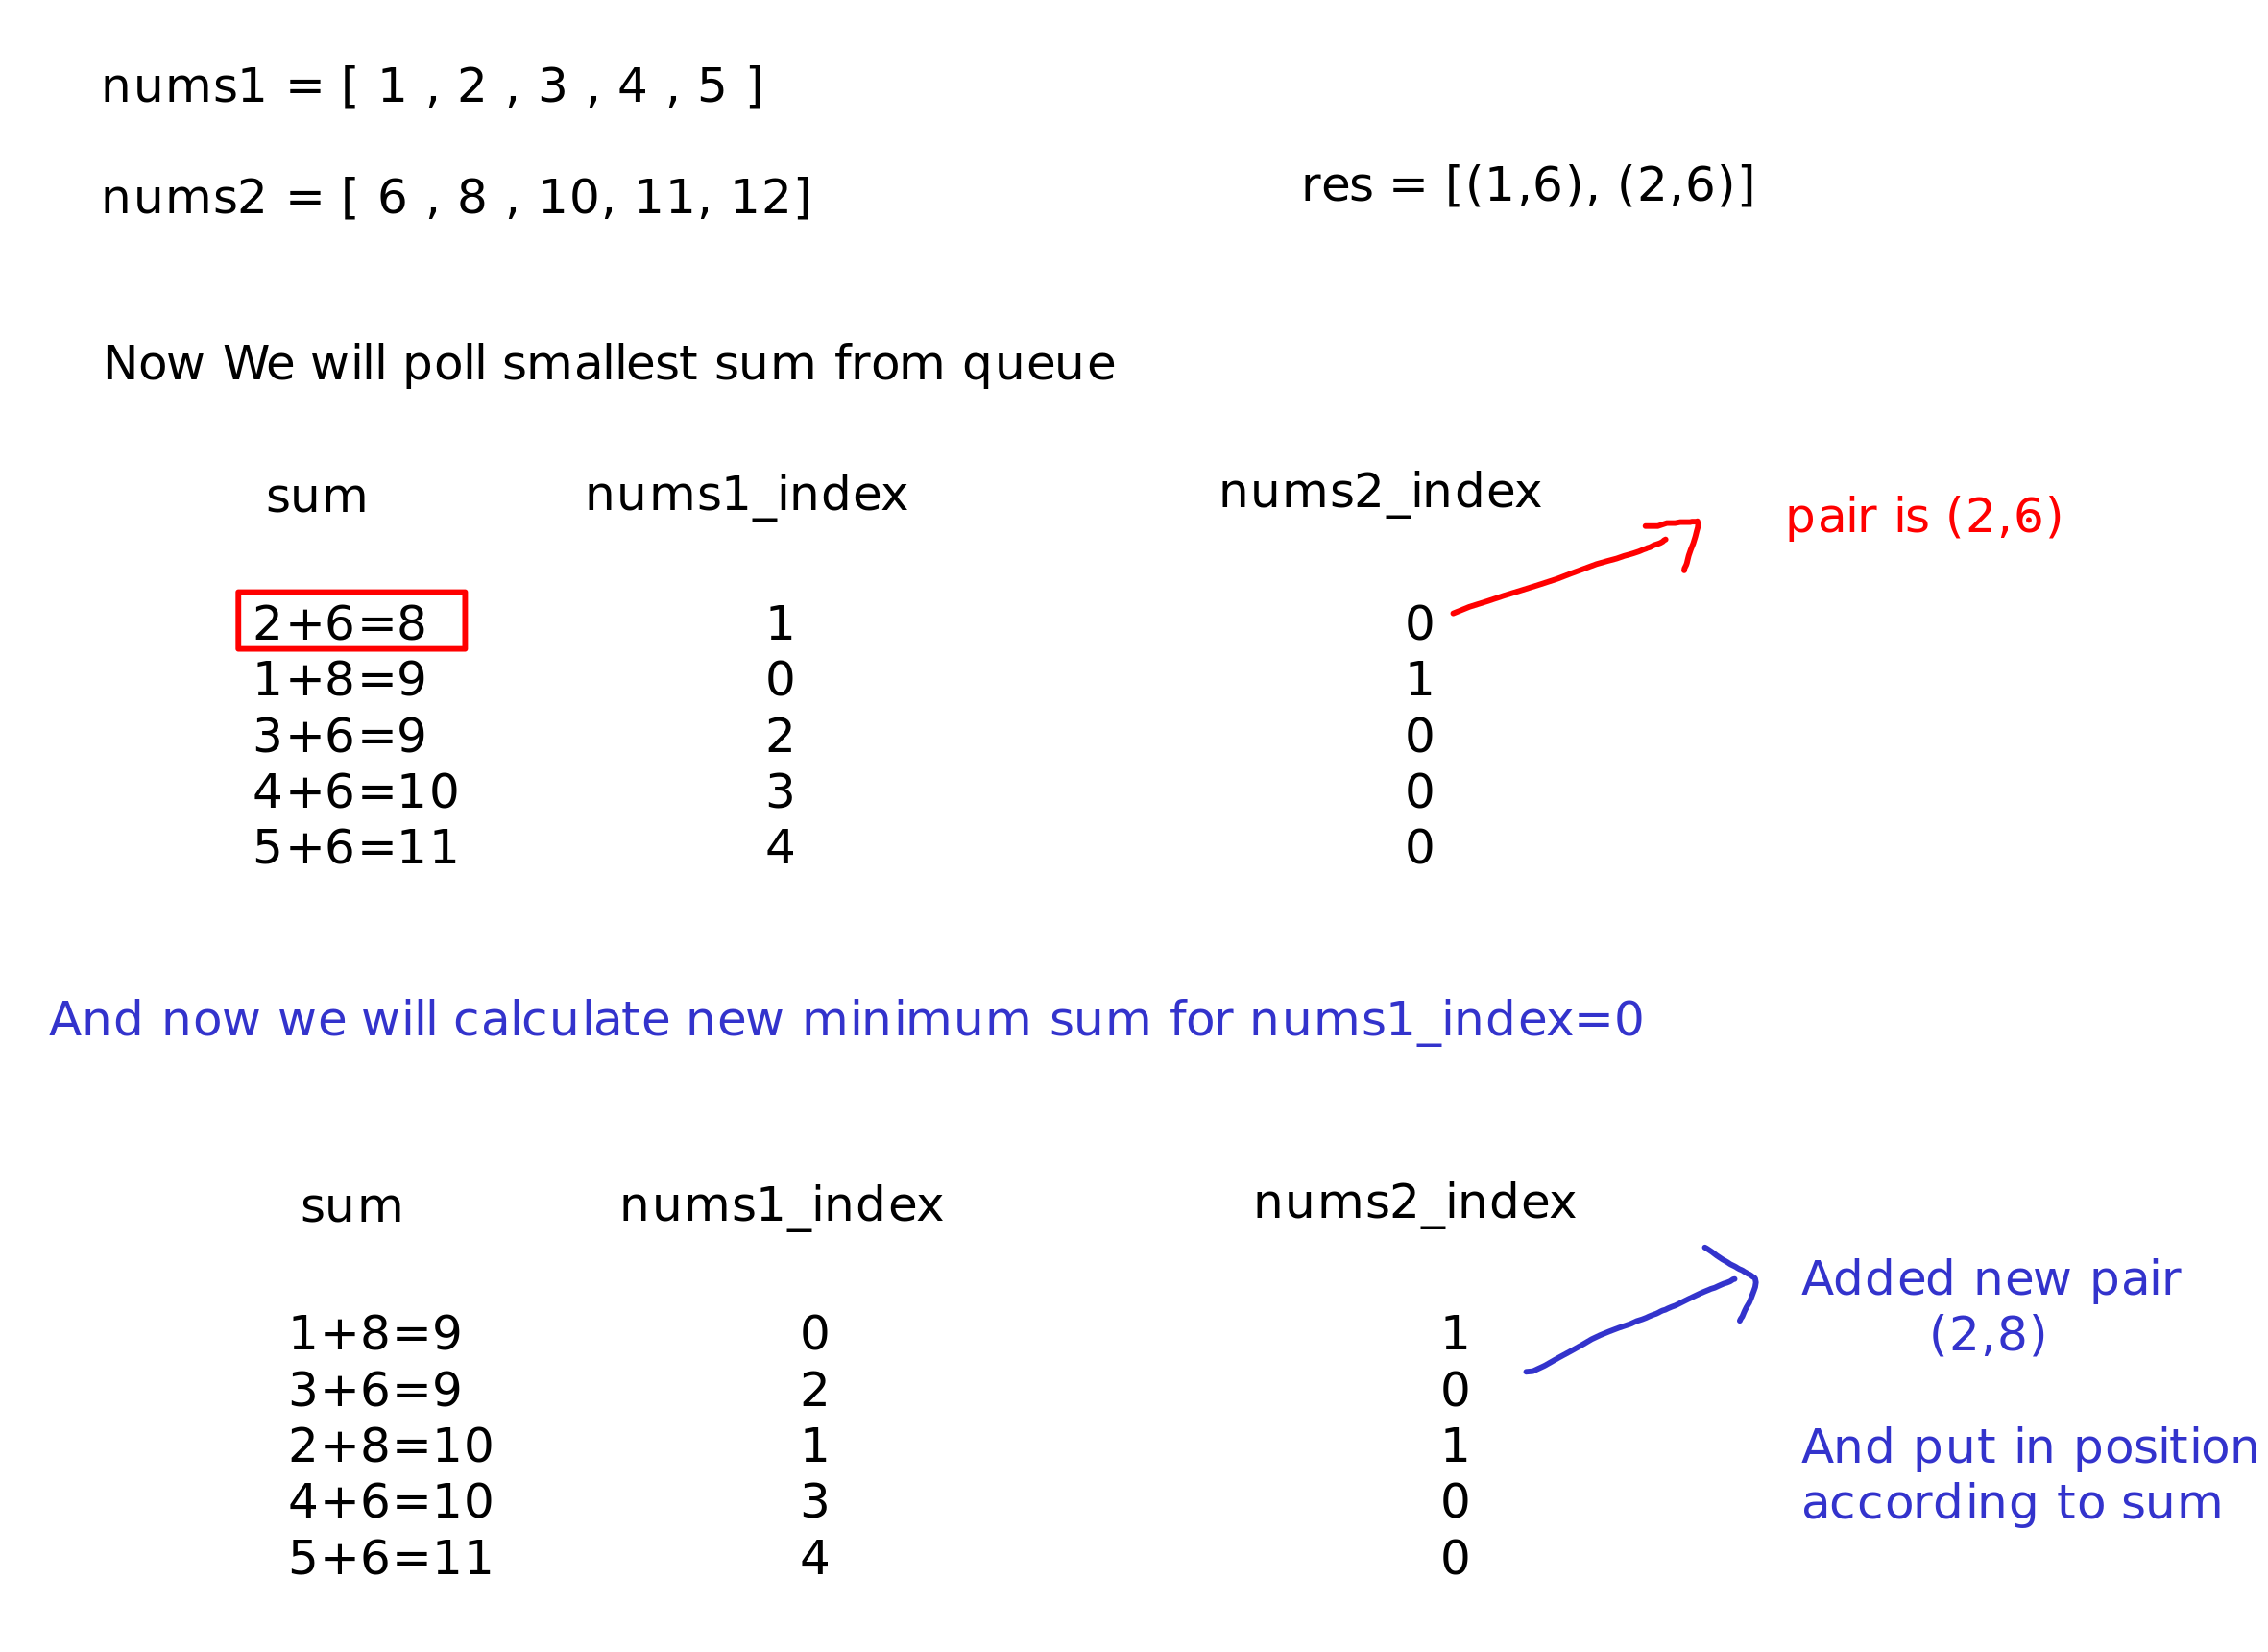 nums1 = [ 1 , 2 , 3 , 4 , 5 ]
nums2 = [ 6 , 8 , 10, 11, 12]
res = [(1,6), (2,6)]
Now We will poll smallest sum from queue
sum nums1_index nums2_index
pair is (2,6)
2+6=8 1 0
1+8=9 0 1
3+6=9 2 0
4+6=10 3 0
5+6=11 4 0
And now we will calculate new minimum sum for nums1_index=0
sum nums1_index nums2_index
Added new pair
(2,8)
1+8=9 0 1
3+6=9 2 0
2+8=10 1 1
4+6=10 3 0
5+6=11 4 0
And put in position
according to sum